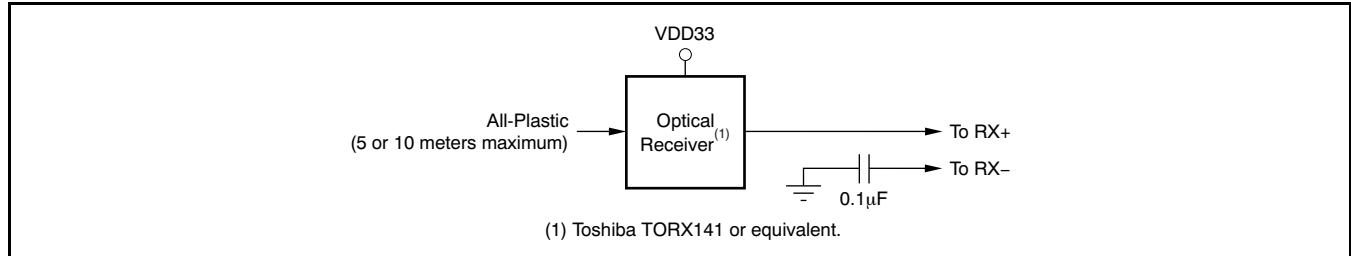 VDD33
All-Plastic
(5 or 10 meters maximum)
Optical
Receiver(1)
To RX+
To RX−
0.1μF
(1) Toshiba TORX141 or equivalent.